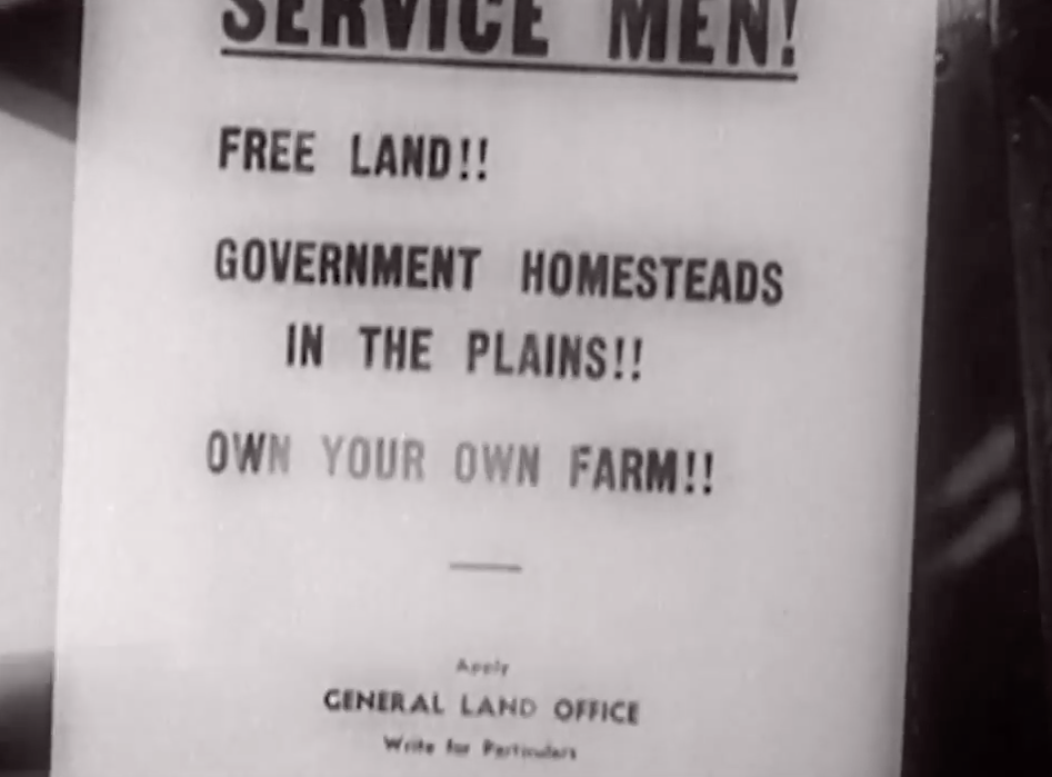 SERVICE MEN!
FREE LAND!!
GOVERNMENT HOMESTEADS
IN THE PLAINS!!
OWN YOUR OWN FARM!!
Apply
GENERAL LAND OFFICE
Write for Particulars